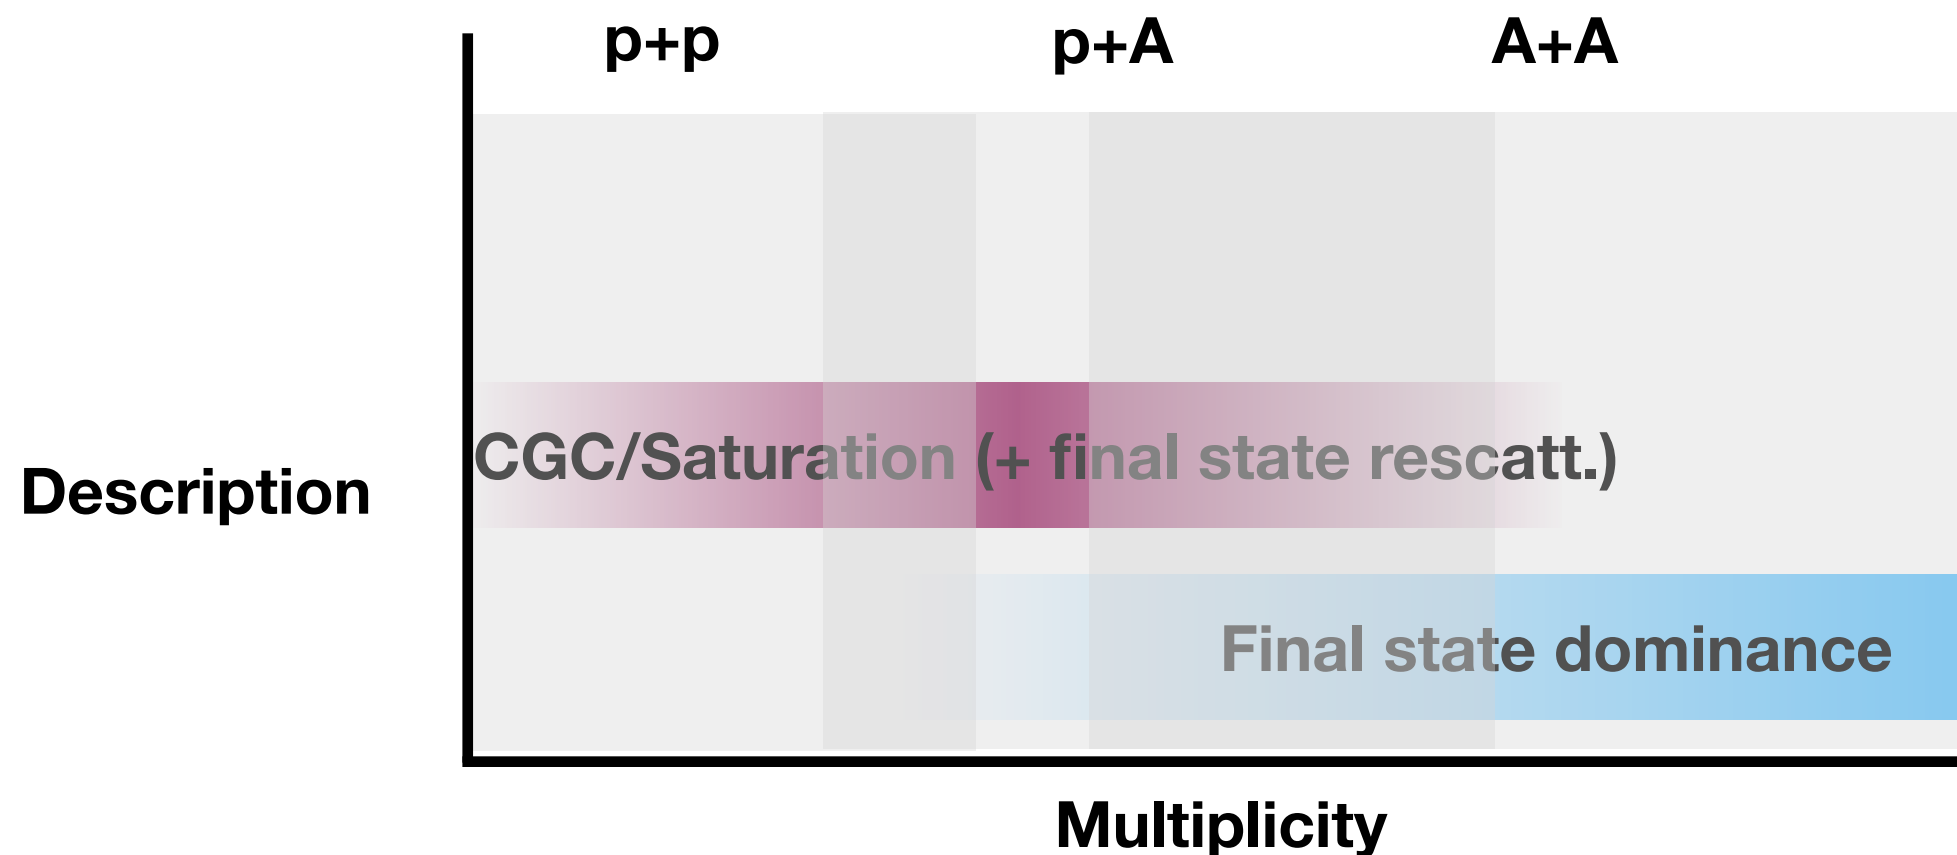 p+p p+A A+A
CGC/Saturation (+ final state rescatt.)
Description
Final state dominance
Multiplicity